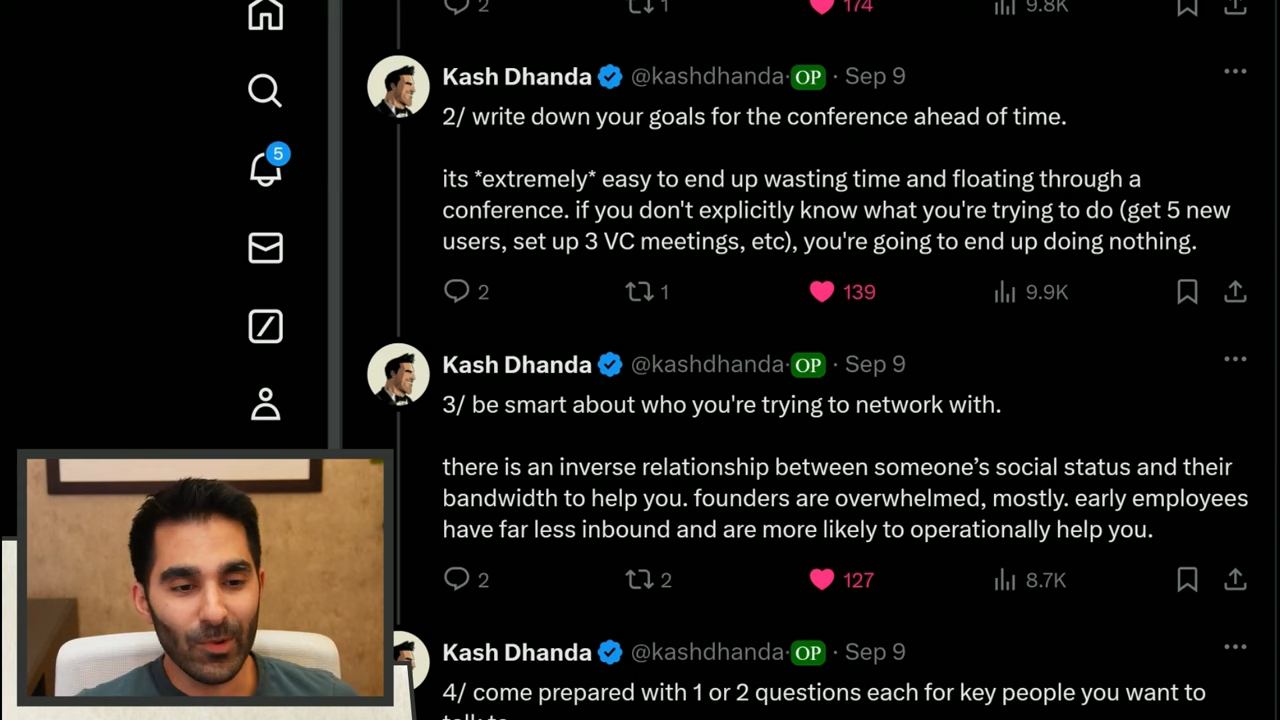 2 1 174 9.8K
Kash Dhanda @kashdhanda· OP · Sep 9
2/ write down your goals for the conference ahead of time.
its *extremely* easy to end up wasting time and floating through a
conference. if you don't explicitly know what you're trying to do (get 5 new
users, set up 3 VC meetings, etc), you're going to end up doing nothing.
2 1 139 9.9K
5
Kash Dhanda @kashdhanda· OP · Sep 9
3/ be smart about who you're trying to network with.
there is an inverse relationship between someone’s social status and their
bandwidth to help you. founders are overwhelmed, mostly. early employees
have far less inbound and are more likely to operationally help you.
2 2 127 8.7K
Kash Dhanda @kashdhanda· OP · Sep 9
4/ come prepared with 1 or 2 questions each for key people you want to
talk to